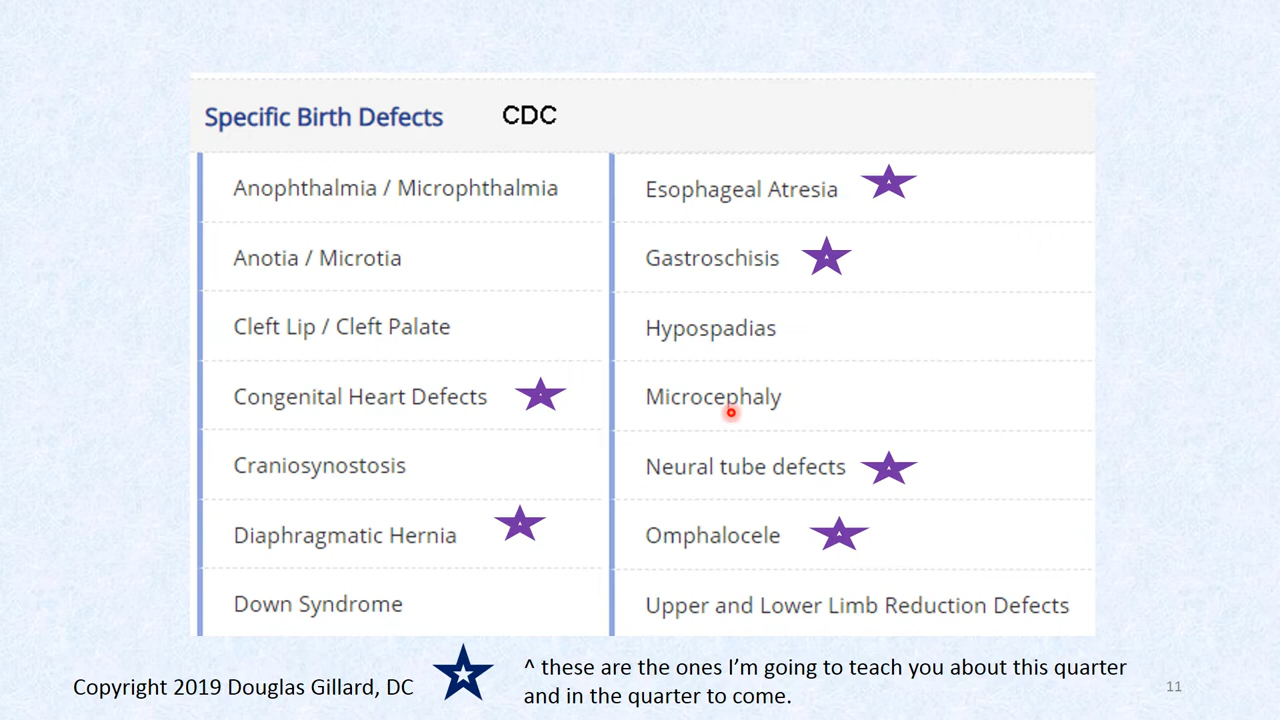 Specific Birth Defects CDC
Anophthalmia / Microphthalmia
Anotia / Microtia
Cleft Lip / Cleft Palate
Congenital Heart Defects
Craniosynostosis
Diaphragmatic Hernia
Down Syndrome
Esophageal Atresia
Gastroschisis
Hypospadias
Microcephaly
Neural tube defects
Omphalocele
Upper and Lower Limb Reduction Defects
Copyright 2019 Douglas Gillard, DC
^ these are the ones I’m going to teach you about this quarter
and in the quarter to come.
11